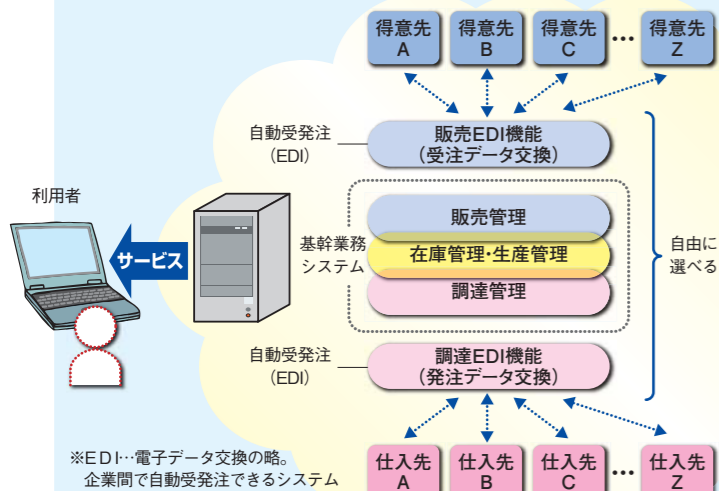 得意先
A
得意先
B
得意先
C
…
得意先
Z
自動受発注
(EDI)
販売EDI機能
(受注データ交換)
利用者
サービス
基幹業務
システム
販売管理
在庫管理・生産管理
調達管理
自由に
選べる
自動受発注
(EDI)
調達EDI機能
(発注データ交換)
仕入先
A
仕入先
B
仕入先
C
…
仕入先
Z
※EDI…電子データ交換の略。
企業間で自動受発注できるシステム